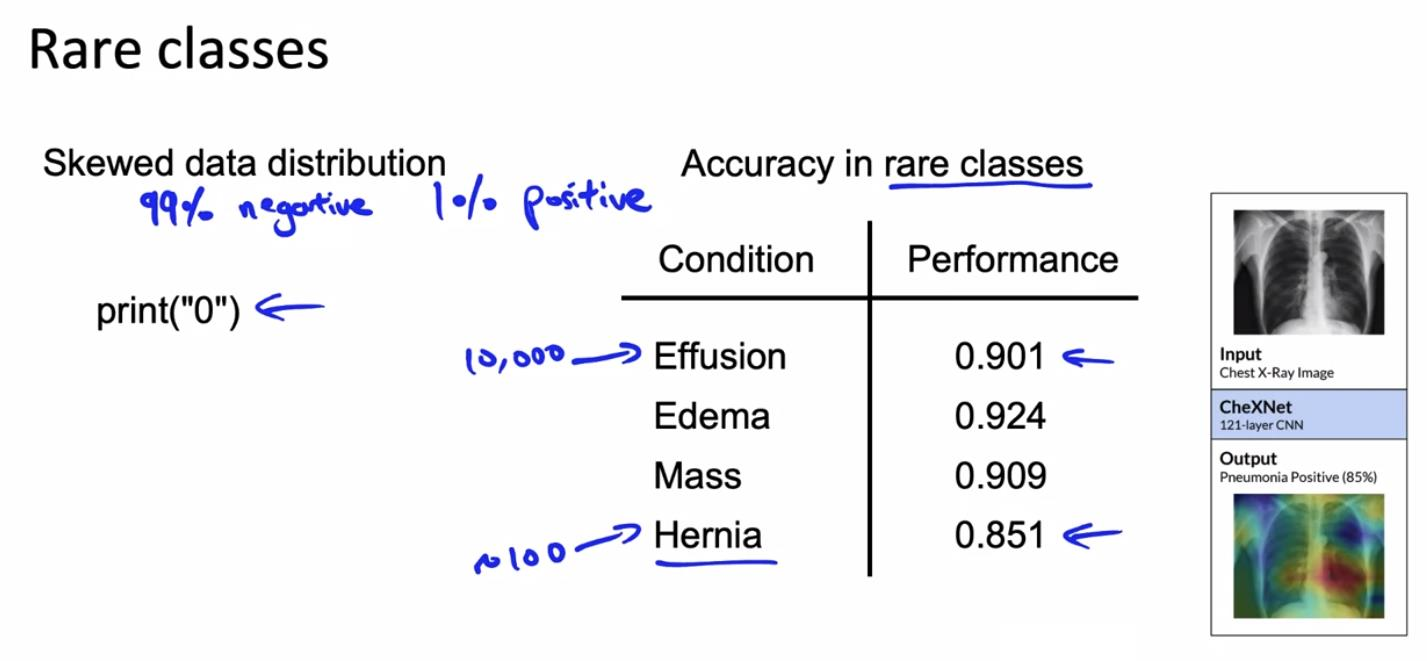 Rare classes
Skewed data distribution
99% negative 1% positive
print("0")
Accuracy in rare classes
Condition Performance
10,000 Effusion 0.901
Edema 0.924
Mass 0.909
~100 Hernia 0.851
Input
Chest X-Ray Image
CheXNet
121-layer CNN
Output
Pneumonia Positive (85%)